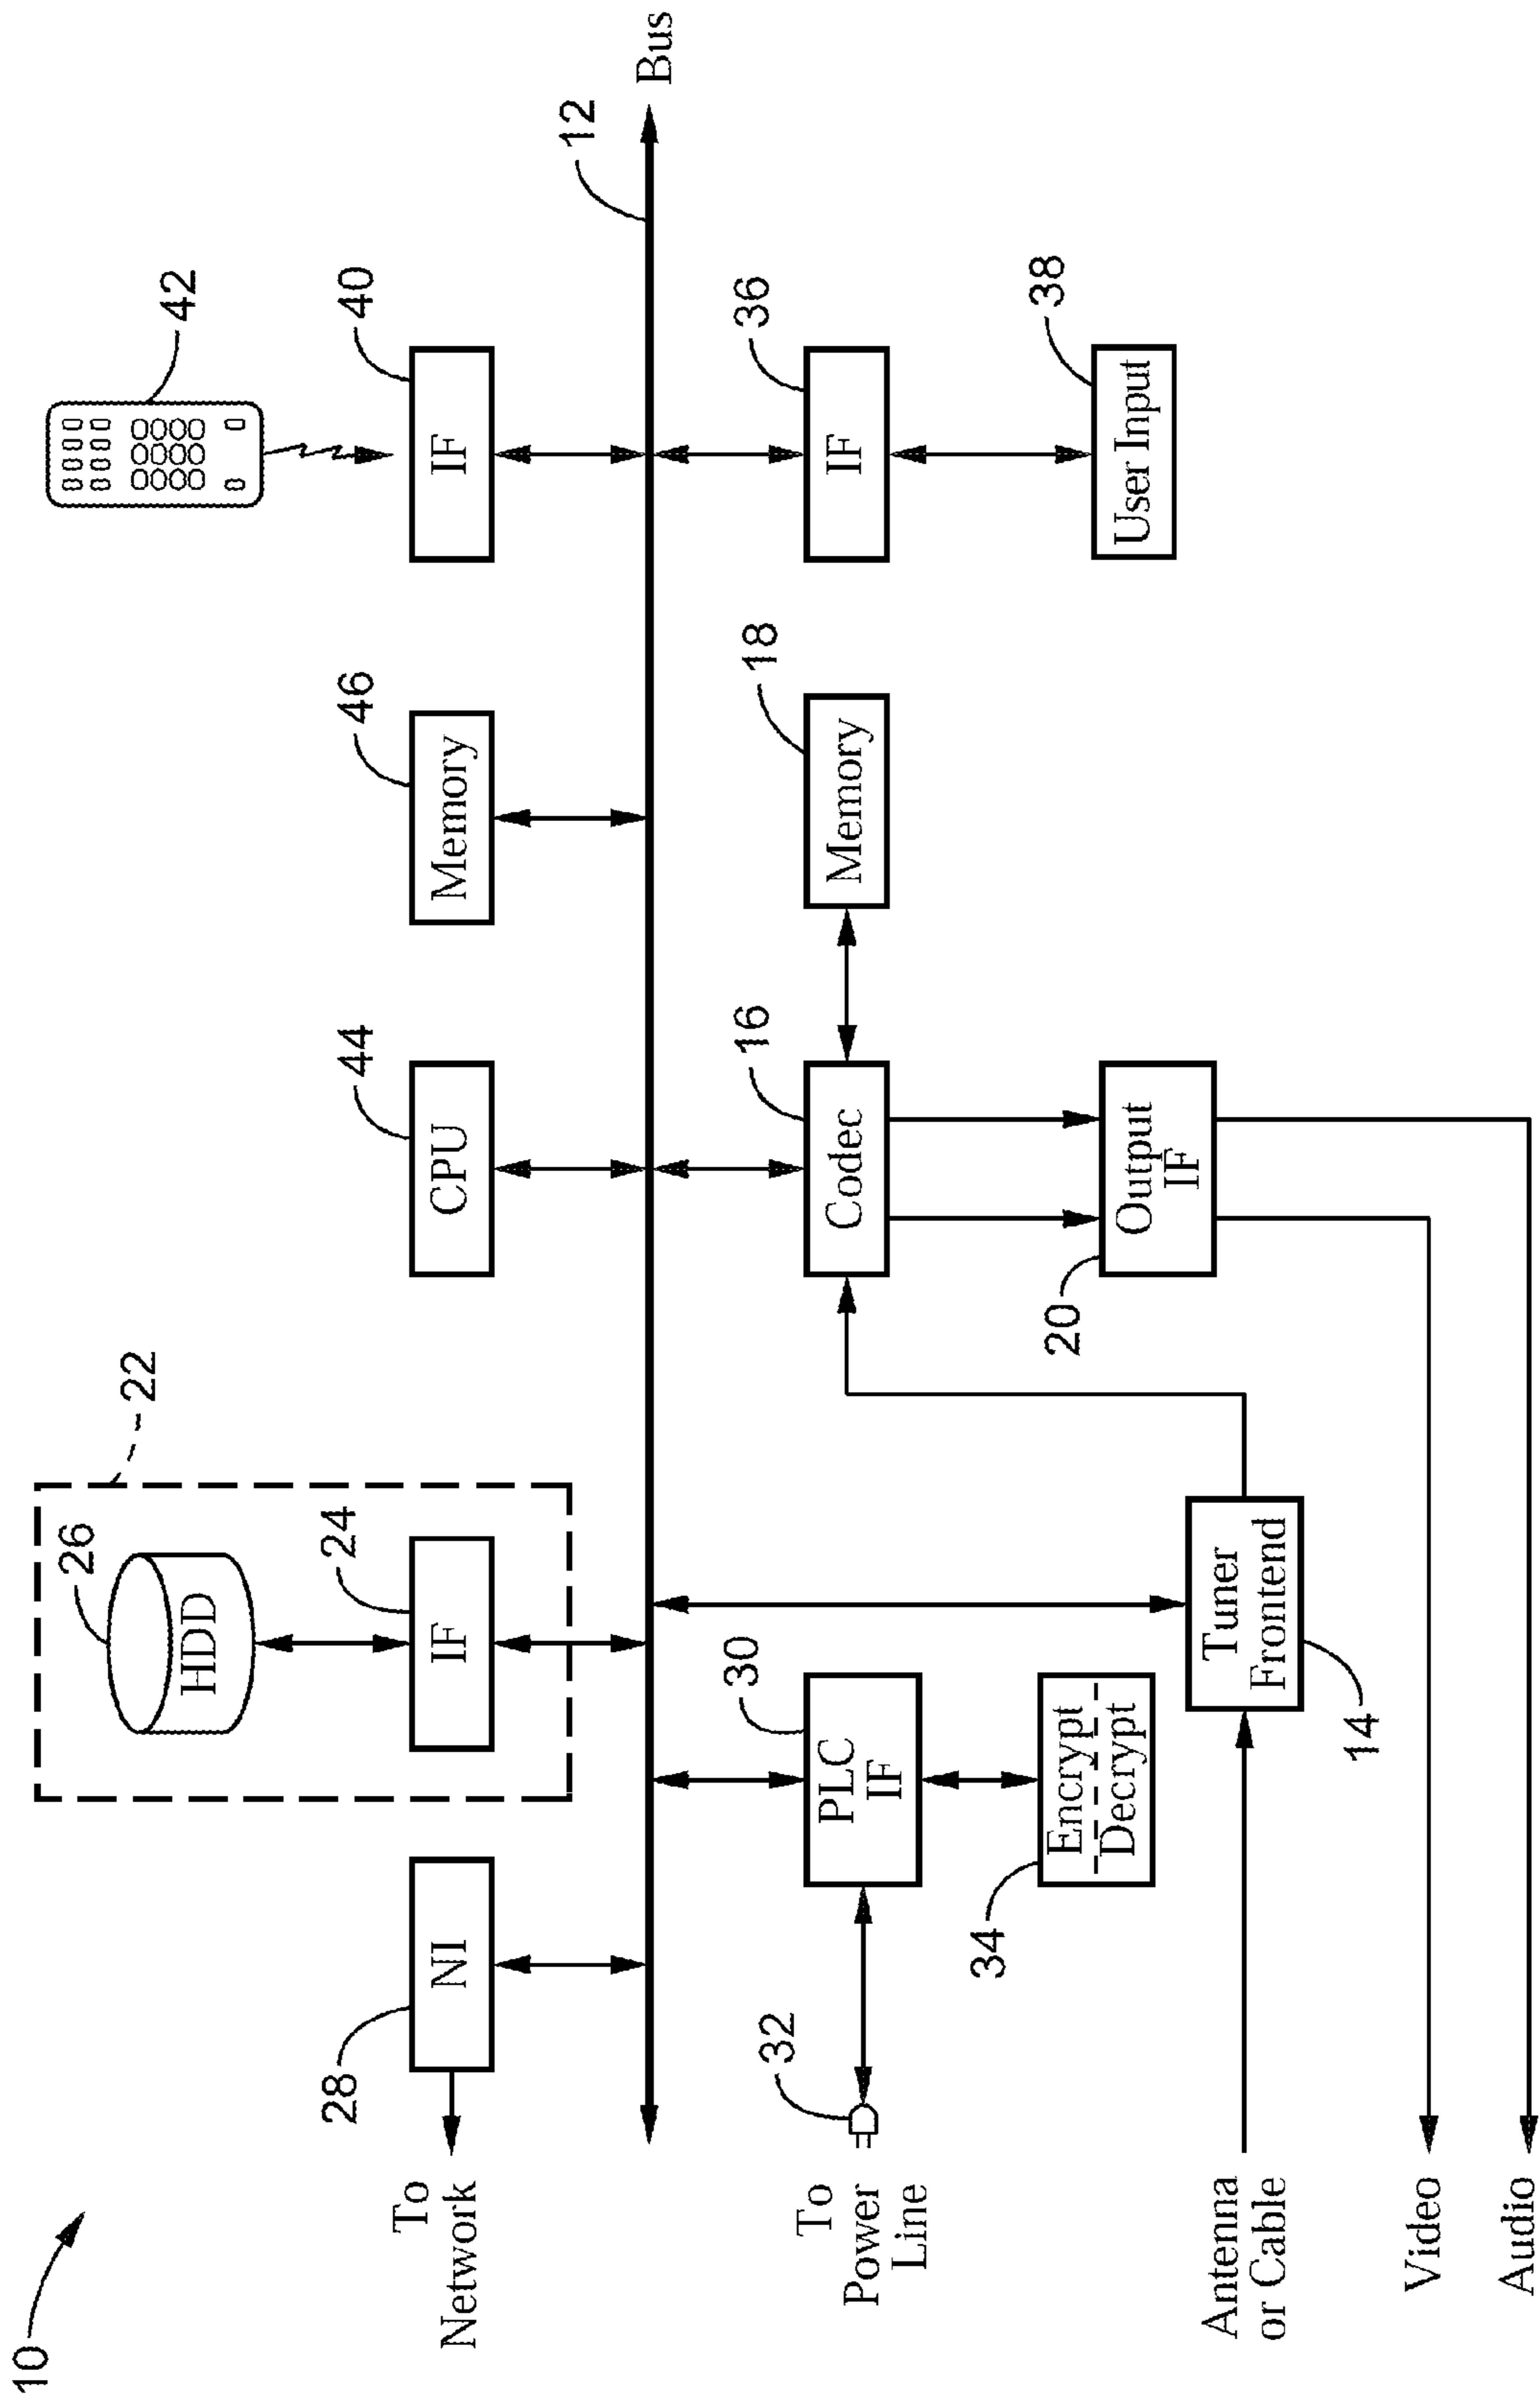 10
42
26
22
HDD
28
24
44
46
40
To
Network
NI
IF
CPU
Memory
IF
12
Bus
32
30
16
18
36
To
Power
Line
PLC
IF
Codec
Memory
IF
34
20
38
Encrypt
Decrypt
Output
IF
User Input
Antenna
or Cable
Tuner
Frontend
14
Video
Audio